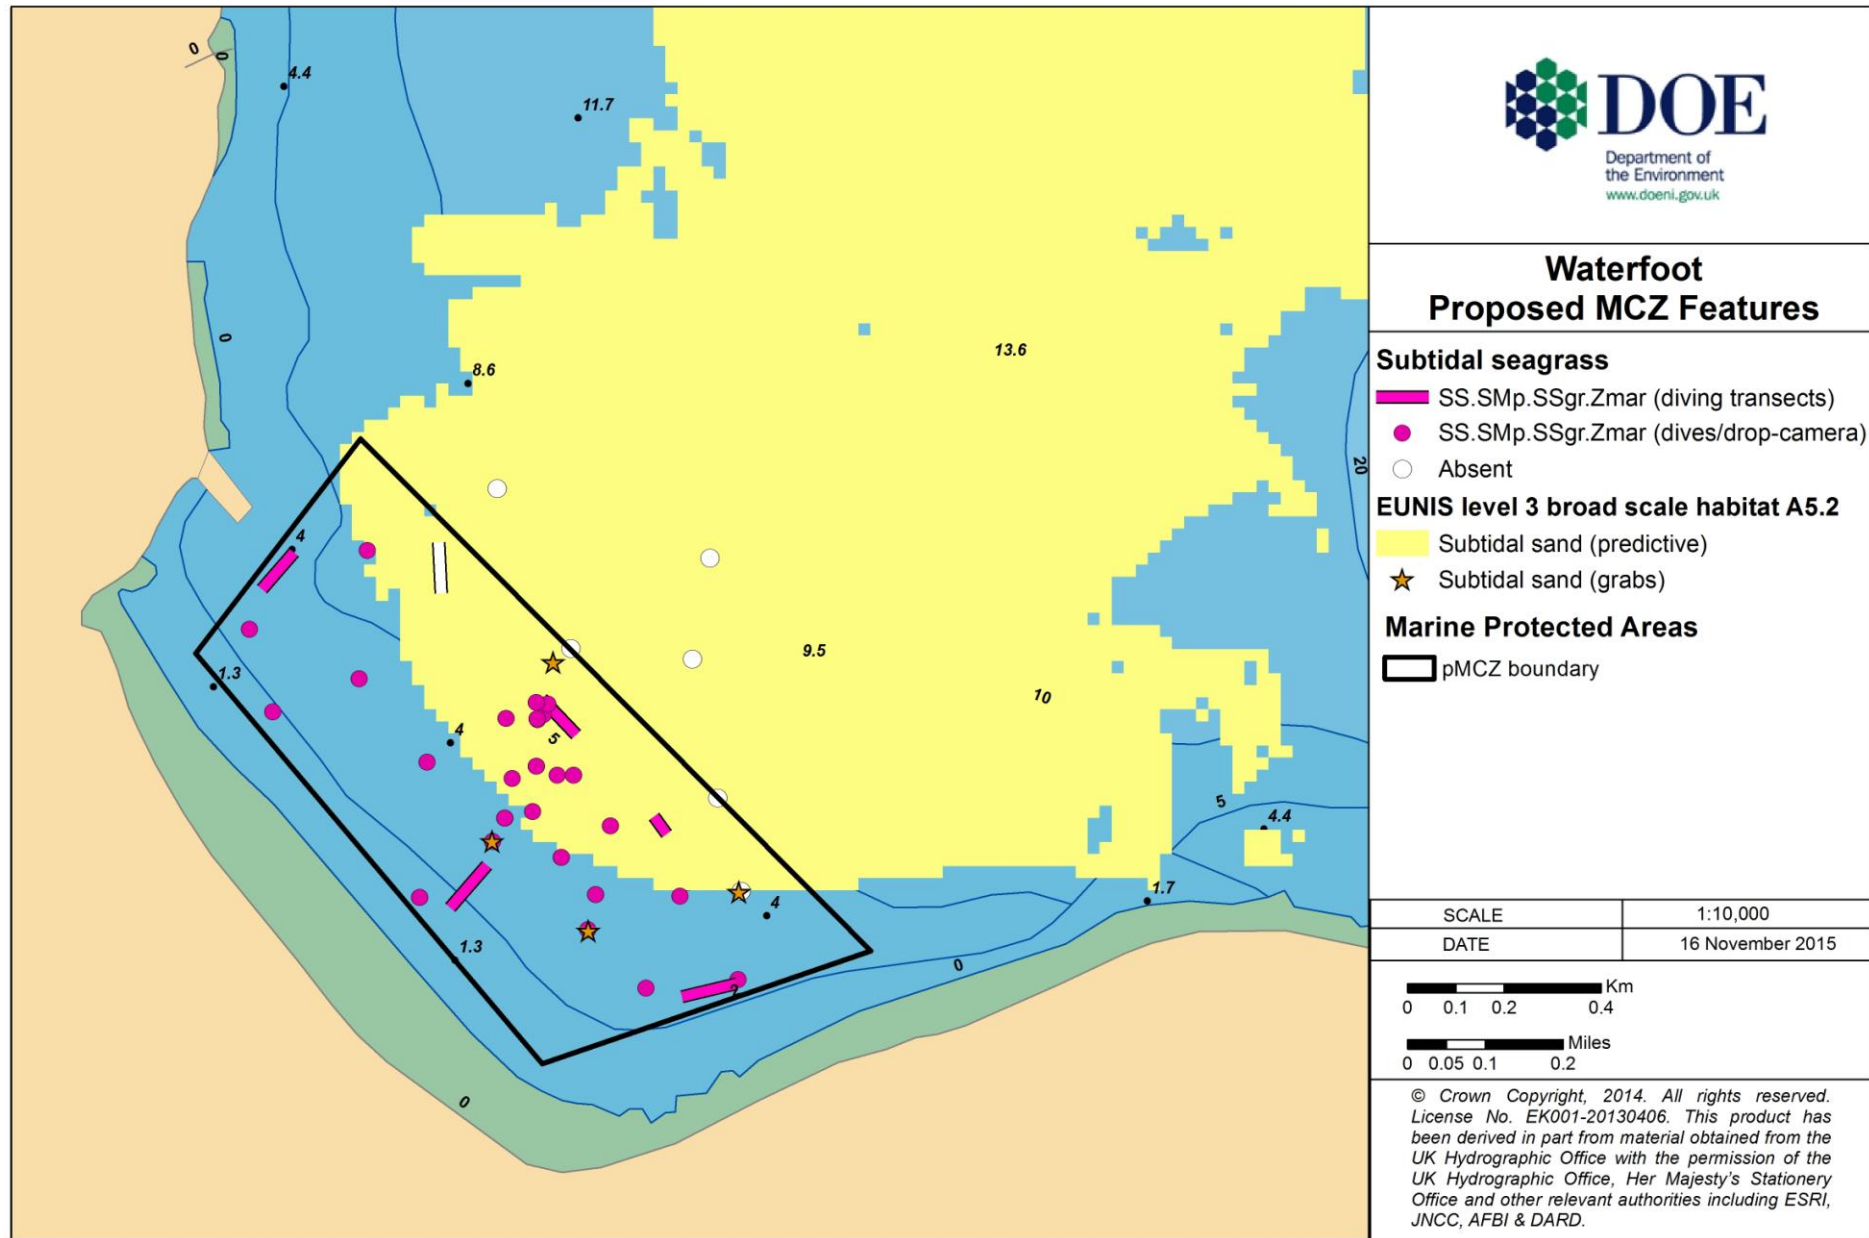 0
0
4.4
11.7
0
8.6
13.6
20
4
1.3
9.5
10
4
5
5
4.4
4
1.7
1.3
0
2
0
DOE
Department of
the Environment
www.doeni.gov.uk
Waterfoot
Proposed MCZ Features
Subtidal seagrass
SS.SMp.SSgr.Zmar (diving transects)
SS.SMp.SSgr.Zmar (dives/drop-camera)
Absent
EUNIS level 3 broad scale habitat A5.2
Subtidal sand (predictive)
Subtidal sand (grabs)
Marine Protected Areas
pMCZ boundary
SCALE 1:10,000
DATE 16 November 2015
Km
0 0.1 0.2 0.4
Miles
0 0.05 0.1 0.2
© Crown Copyright, 2014. All rights reserved.
License No. EK001-20130406. This product has
been derived in part from material obtained from the
UK Hydrographic Office with the permission of the
UK Hydrographic Office, Her Majesty's Stationery
Office and other relevant authorities including ESRI,
JNCC, AFBI & DARD.